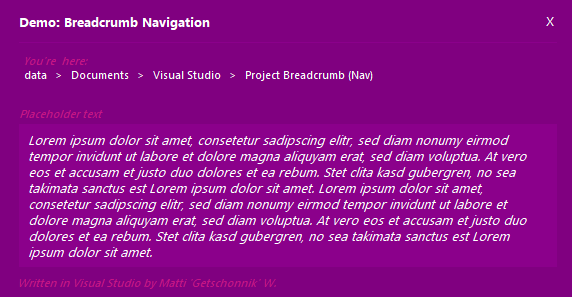 Demo: Breadcrumb Navigation X
You're here:
data > Documents > Visual Studio > Project Breadcrumb (Nav)
Placeholder text
Lorem ipsum dolor sit amet, consetetur sadipscing elitr, sed diam nonumy eirmod
tempor invidunt ut labore et dolore magna aliquyam erat, sed diam voluptua. At vero
eos et accusam et justo duo dolores et ea rebum. Stet clita kasd gubergren, no sea
takimata sanctus est Lorem ipsum dolor sit amet. Lorem ipsum dolor sit amet,
consetetur sadipscing elitr, sed diam nonumy eirmod tempor invidunt ut labore et
dolore magna aliquyam erat, sed diam voluptua. At vero eos et accusam et justo duo
dolores et ea rebum. Stet clita kasd gubergren, no sea takimata sanctus est Lorem
ipsum dolor sit amet.
Written in Visual Studio by Matti 'Getschonnik' W.